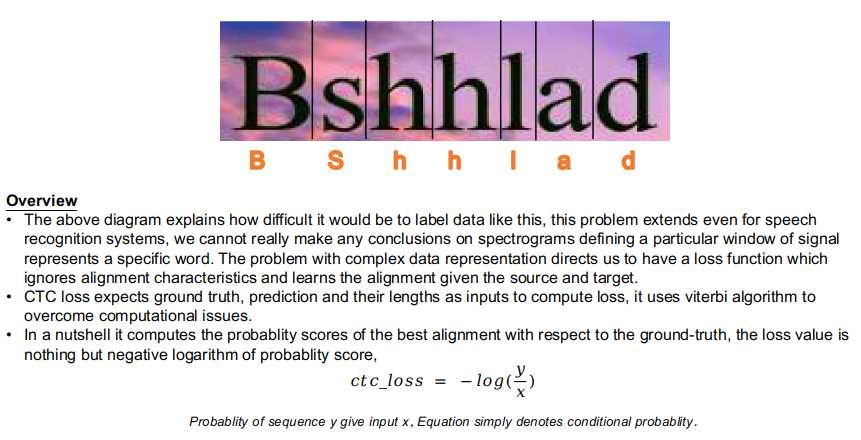 Bshhlad
B S h h l a d
Overview
• The above diagram explains how difficult it would be to label data like this, this problem extends even for speech
recognition systems, we cannot really make any conclusions on spectrograms defining a particular window of signal
represents a specific word. The problem with complex data representation directs us to have a loss function which
ignores alignment characteristics and learns the alignment given the source and target.
• CTC loss expects ground truth, prediction and their lengths as inputs to compute loss, it uses viterbi algorithm to
overcome computational issues.
• In a nutshell it computes the probablity scores of the best alignment with respect to the ground-truth, the loss value is
nothing but negative logarithm of probablity score,
ctc_loss = −log(y/x)
Probablity of sequence y give input x, Equation simply denotes conditional probablity.